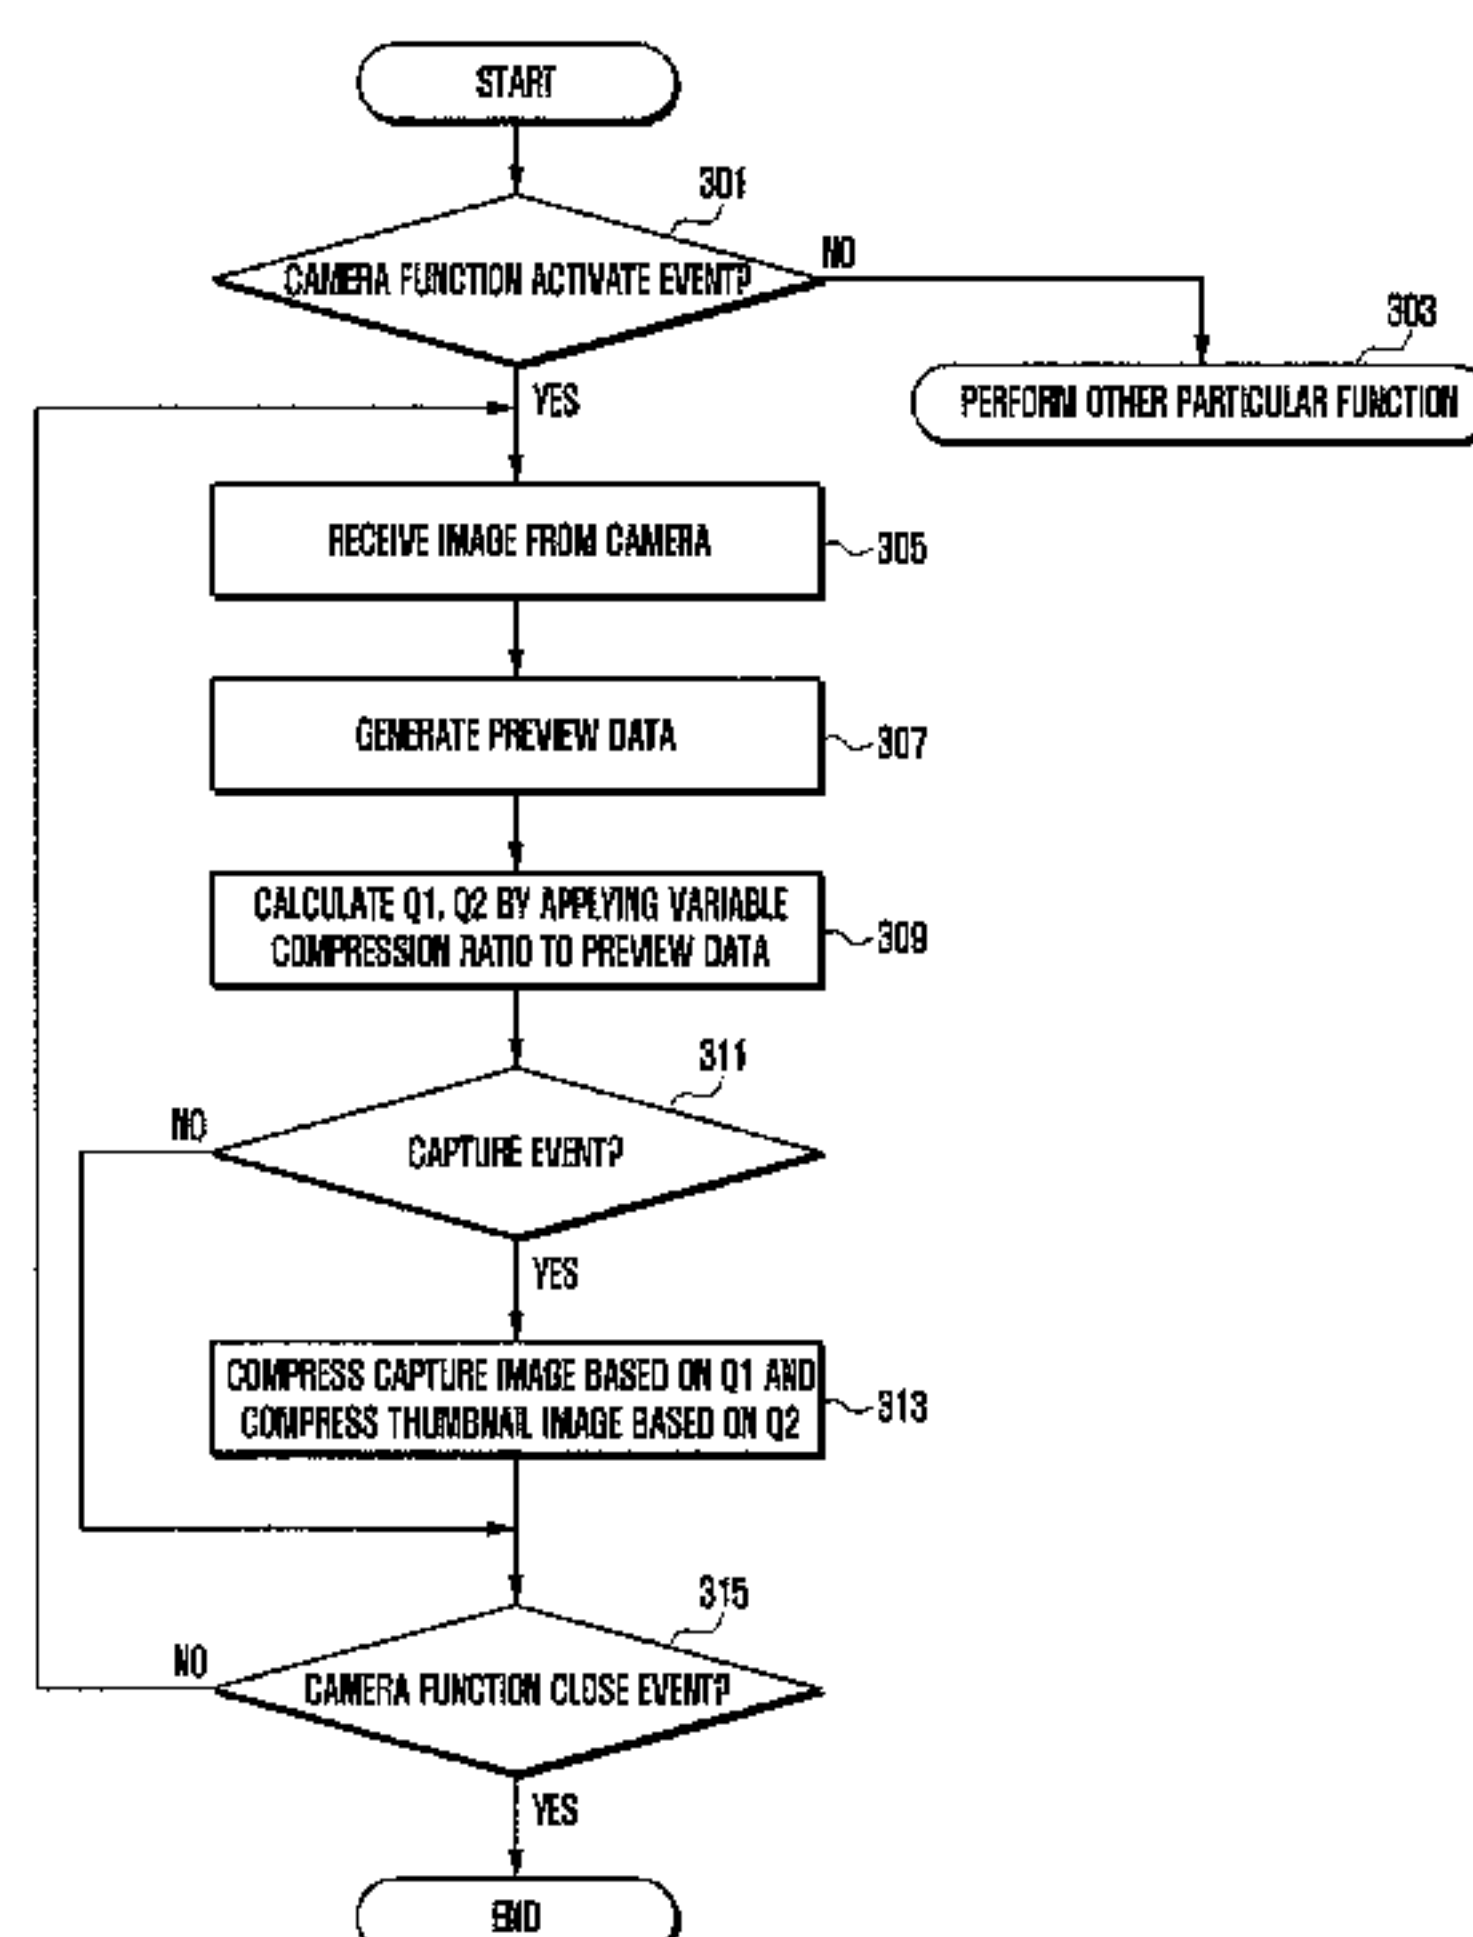 START
301
CAMERA FUNCTION ACTIVATE EVENT?
NO
303
PERFORM OTHER PARTICULAR FUNCTION
YES
RECEIVE IMAGE FROM CAMERA
305
GENERATE PREVIEW DATA
307
CALCULATE Q1, Q2 BY APPLYING VARIABLE
COMPRESSION RATIO TO PREVIEW DATA
309
311
NO
CAPTURE EVENT?
YES
COMPRESS CAPTURE IMAGE BASED ON Q1 AND
COMPRESS THUMBNAIL IMAGE BASED ON Q2
313
315
NO
CAMERA FUNCTION CLOSE EVENT?
YES
END